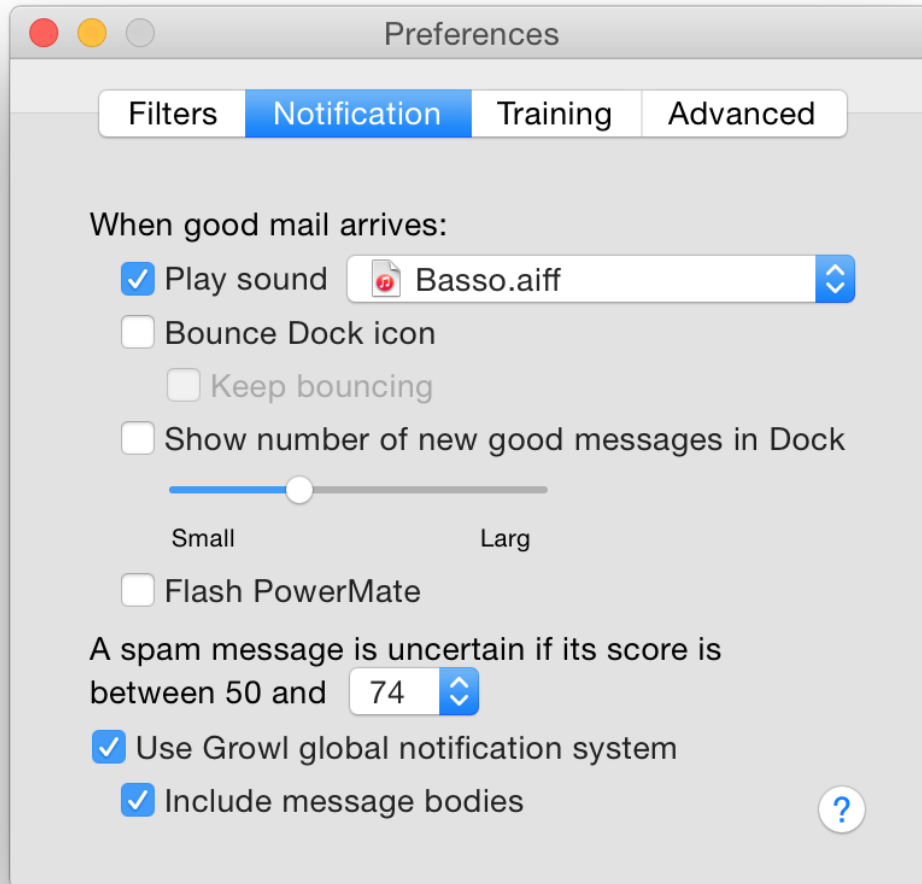 Preferences
Filters Notification Training Advanced
When good mail arrives:
Play sound Basso.aiff
Bounce Dock icon
Keep bouncing
Show number of new good messages in Dock
Small Larg
Flash PowerMate
A spam message is uncertain if its score is
between 50 and 74
Use Growl global notification system
Include message bodies
?